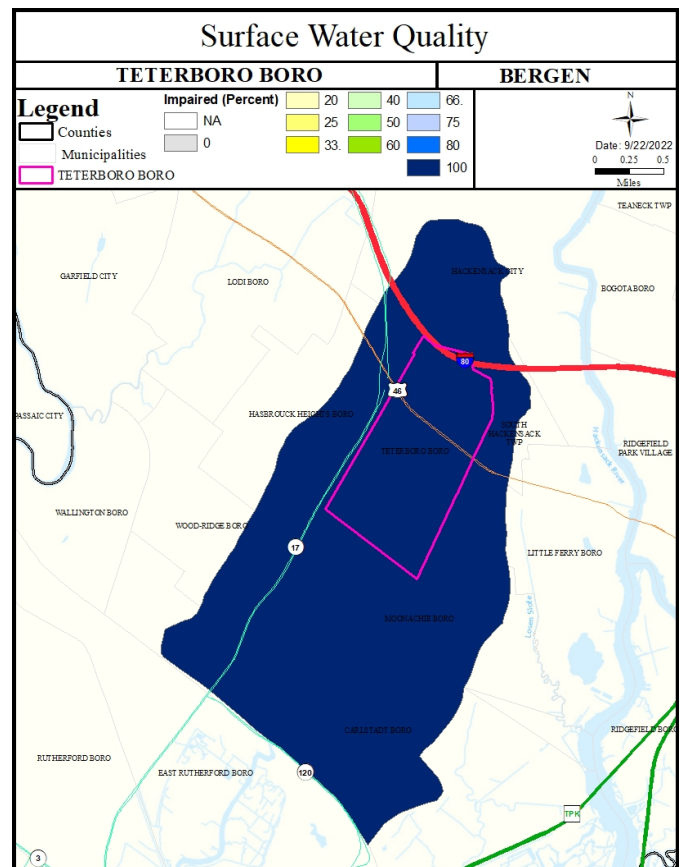 Surface Water Quality
TETERBORO BORO
BERGEN
Legend
Counties
Municipalities
TETERBORO BORO
Impaired (Percent)
NA
0
20
25
33.
40
50
60
66.
75
80
100
N
Date: 9/22/2022
0 0.25 0.5
Miles
TEANECK TWP
HACKENSACK CITY
GARFIELD CITY
LODI BORO
BOGOTA BORO
80
46
PASSAIC CITY
HASBROUCK HEIGHTS BORO
SOUTH
HACKENSACK
TWP
TETERBORO BORO
RIDGEFIELD
PARK VILLAGE
Hackensack River
WALLINGTON BORO
WOOD-RIDGE BORO
17
LITTLE FERRY BORO
Losen Slote
MOONACHIE BORO
CARLSTADT BORO
RIDGEFIELD BORO
RUTHERFORD BORO
EAST RUTHERFORD BORO
120
TPK
3